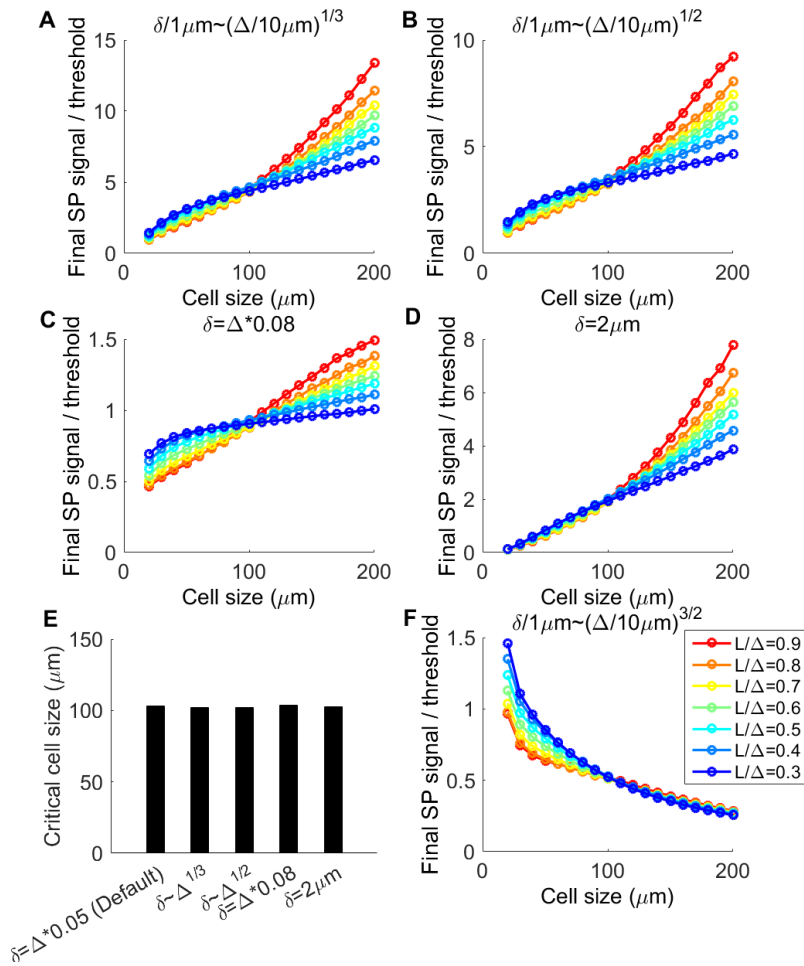 A
δ/1μm~(Δ/10μm)^1/3
Final SP signal / threshold
15
10
5
0
0
100
200
Cell size (μm)
B
δ/1μm~(Δ/10μm)^1/2
Final SP signal / threshold
10
5
0
0
100
200
Cell size (μm)
C
δ=Δ*0.08
Final SP signal / threshold
1.5
1
0.5
0
0
100
200
Cell size (μm)
D
δ=2μm
Final SP signal / threshold
8
6
4
2
0
0
100
200
Cell size (μm)
E
Critical cell size (μm)
150
100
50
0
δ=Δ*0.05 (Default)
δ~Δ^1/3
δ~Δ^1/2
δ=Δ*0.08
δ=2μm
F
δ/1μm~(Δ/10μm)^3/2
Final SP signal / threshold
1.5
1
0.5
0
0
100
200
Cell size (μm)
L/Δ=0.9
L/Δ=0.8
L/Δ=0.7
L/Δ=0.6
L/Δ=0.5
L/Δ=0.4
L/Δ=0.3